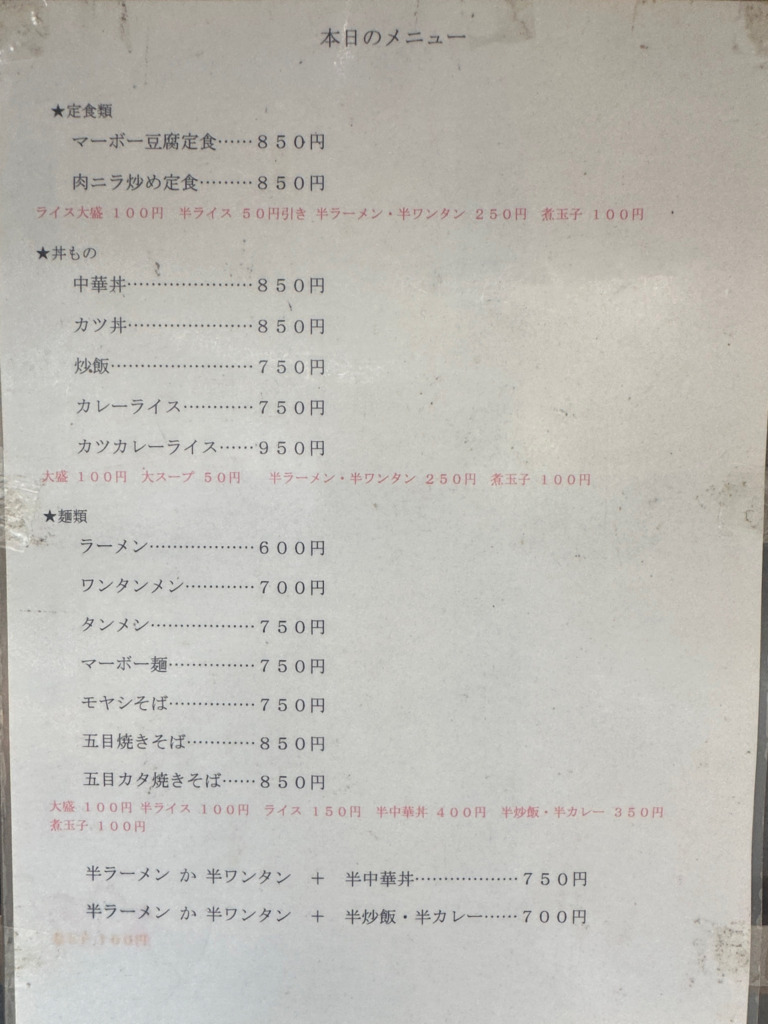 本日のメニュー
★定食類
マーボー豆腐定食……８５０円
肉ニラ炒め定食………８５０円
ライス大盛 １００円　半ライス ５０円引き 半ラーメン・半ワンタン ２５０円　煮玉子 １００円
★丼もの
中華丼…………………８５０円
カツ丼…………………８５０円
炒飯……………………７５０円
カレーライス…………７５０円
カツカレーライス……９５０円
大盛 １００円　大スープ ５０円　　半ラーメン・半ワンタン ２５０円　煮玉子 １００円
★麺類
ラーメン………………６００円
ワンタンメン…………７００円
タンメシ………………７５０円
マーボー麺……………７５０円
モヤシそば……………７５０円
五目焼きそば…………８５０円
五目カタ焼きそば……８５０円
大盛 １００円 半ライス １００円　ライス １５０円　半中華丼 ４００円　半炒飯・半カレー ３５０円
煮玉子 １００円
半ラーメン か 半ワンタン　＋　半中華丼………………７５０円
半ラーメン か 半ワンタン　＋　半炒飯・半カレー……７００円
１００円